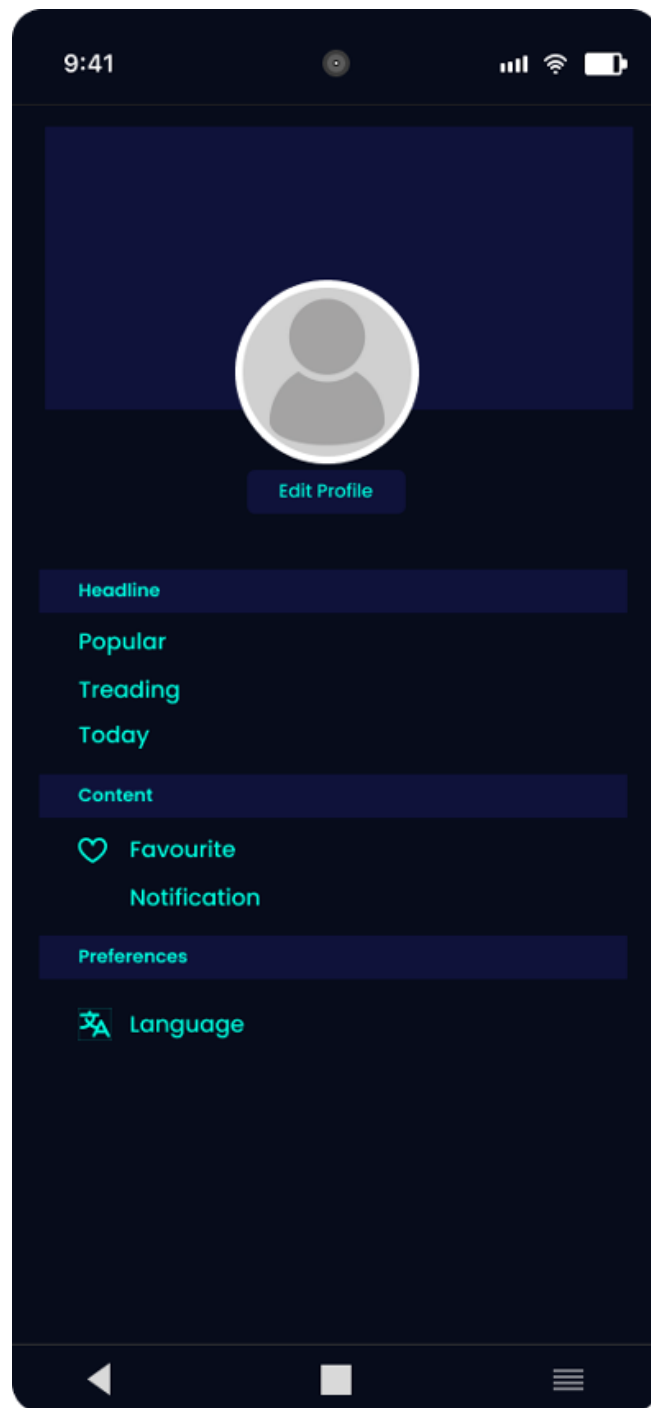 9:41
Edit Profile
Headline
Popular
Treading
Today
Content
Favourite
Notification
Preferences
Language